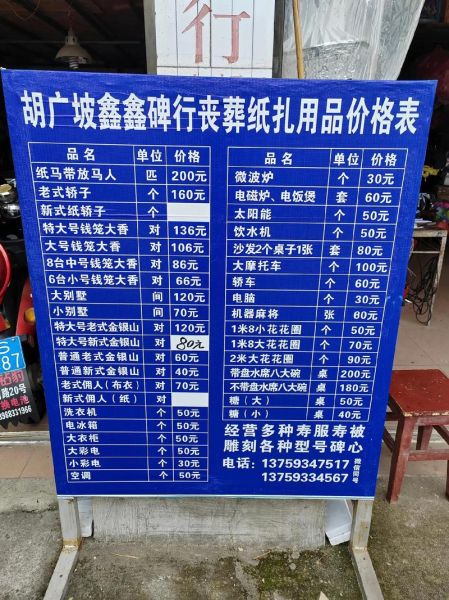 行
胡广坡鑫鑫碑行丧葬纸扎用品价格表
品名 单位 价格
纸马带放马人 匹 200元
老式轿子 个 160元
新式纸轿子 个
特大号钱笼大香 对 136元
大号钱笼大香 对 106元
8台中号钱笼大香 对 86元
6台小号钱笼大香 对 66元
大别墅 间 120元
小别墅 间 70元
特大号老式金银山 对 120元
特大号新式金银山 对 80元
普通老式金银山 对 60元
普通新式金银山 对 40元
老式佣人(布衣) 对 70元
新式佣人(纸) 对
洗衣机 个 50元
电冰箱 个 50元
大衣柜 个 50元
大彩电 个 50元
小彩电 个 30元
空调 个 50元
品名 单位 价格
微波炉 个 30元
电磁炉、电饭煲 套 60元
太阳能 个 50元
饮水机 个 50元
沙发2个桌子1张 套 80元
大摩托车 个 100元
轿车 个 60元
电脑 个 30元
机器麻将 张 60元
1米8小花花圈 个 50元
1米8大花花圈 个 70元
2米大花花圈 个 90元
带盘水席八大碗 桌 200元
不带盘水席八大碗 桌 180元
糖(大) 桌 50元
糖(小) 桌 40元
经营多种寿服寿被
雕刻各种型号碑心
电话:13759347517
13759334567
微信同号
87
路20号
3988331966